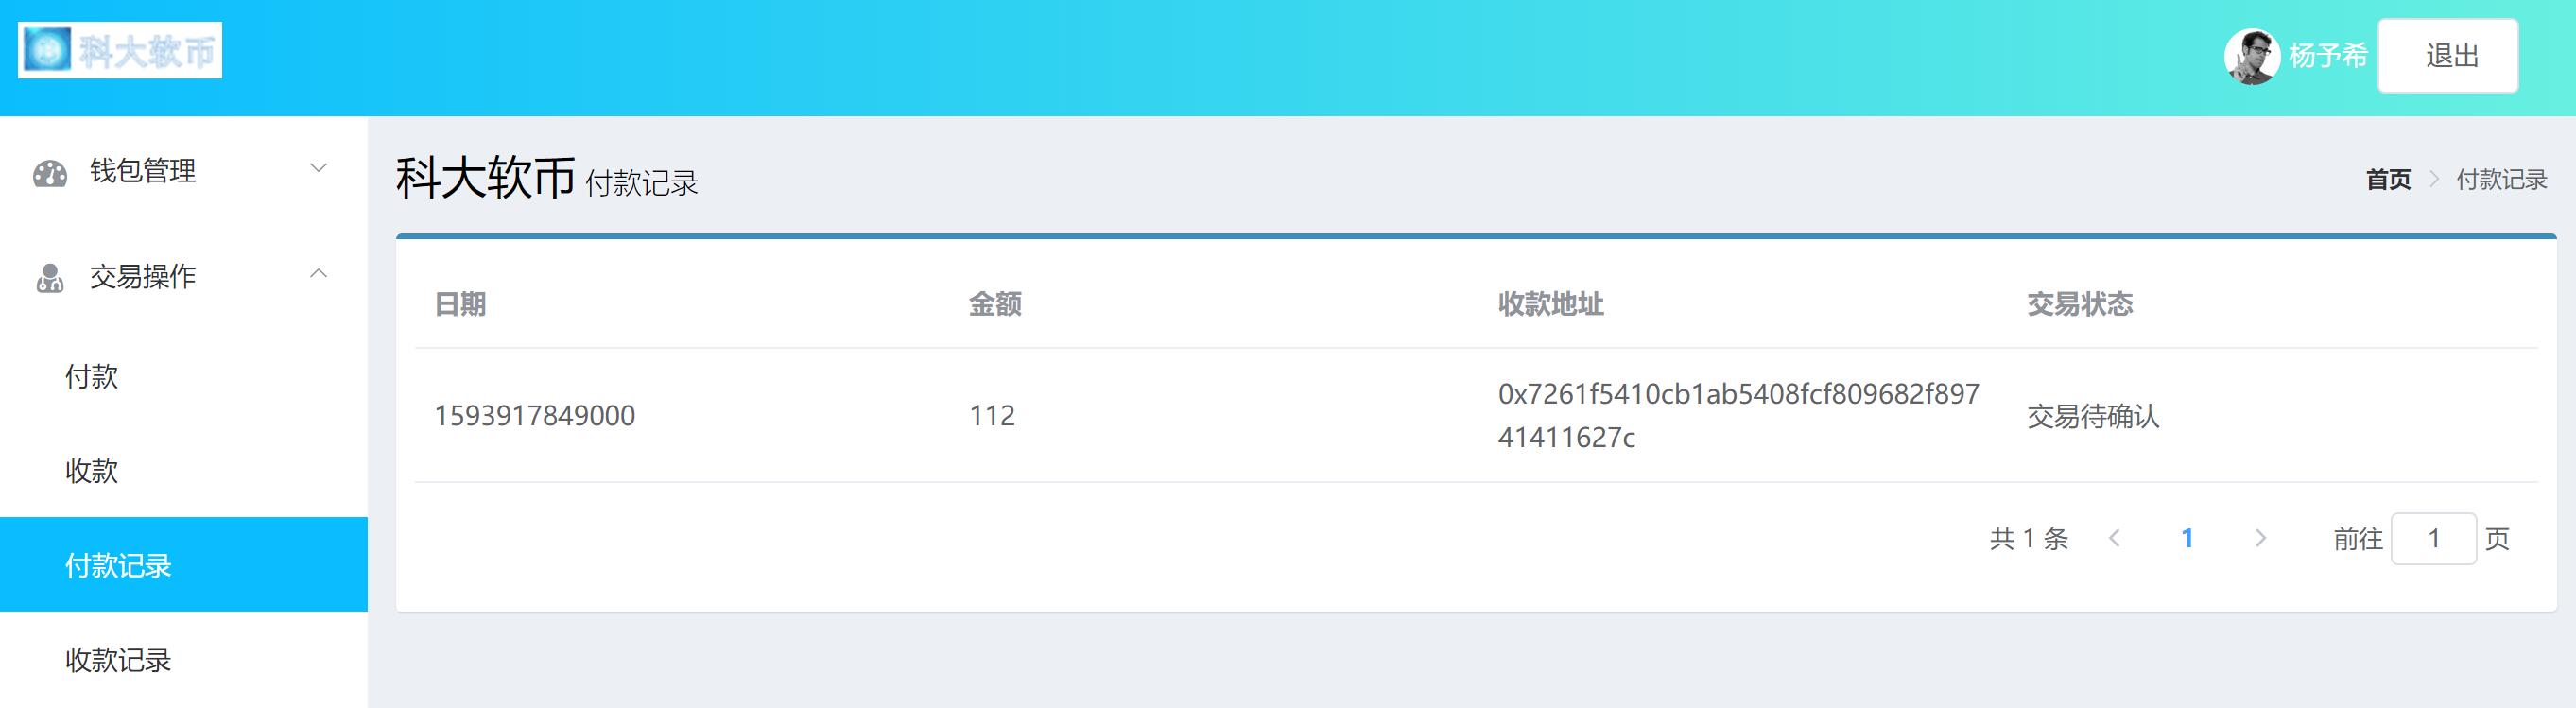 科大软币
杨予希
退出
钱包管理
交易操作
付款
收款
付款记录
收款记录
科大软币 付款记录
首页 > 付款记录
日期 金额 收款地址 交易状态
1593917849000 112 0x7261f5410cb1ab5408fcf809682f897 交易待确认
41411627c
共 1 条 < 1 > 前往 1 页